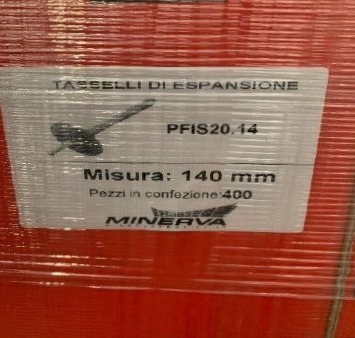 TASSELLI DI ESPANSIONE
PFIS20.14
Misura: 140 mm
Pezzi in confezione:400
MINERVA